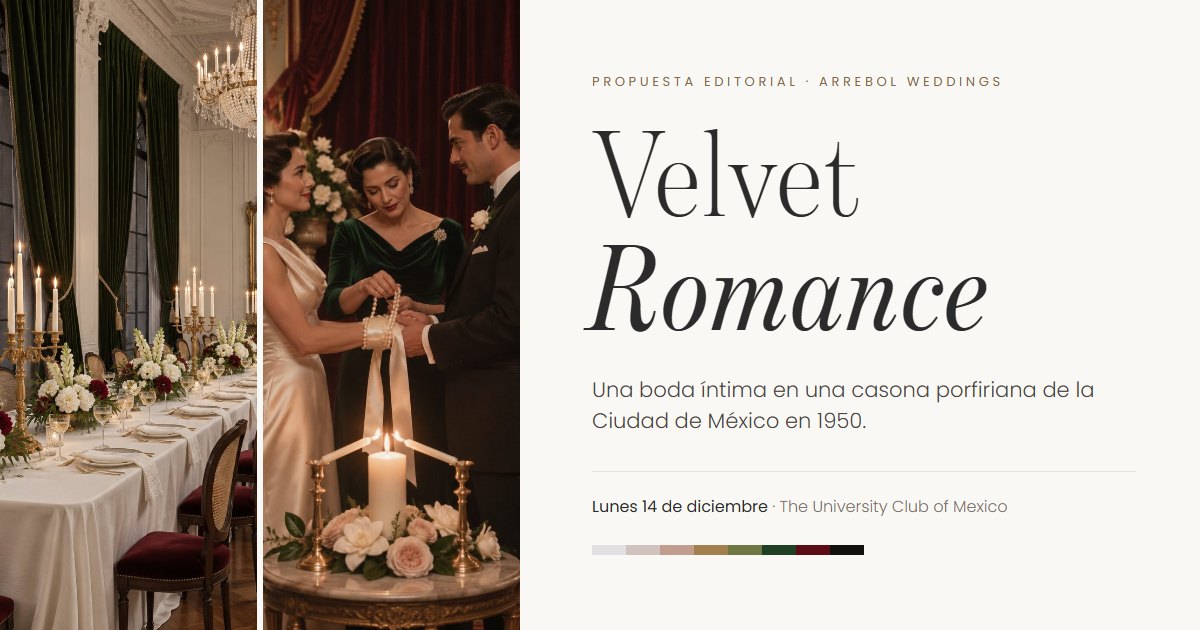 PROPUESTA EDITORIAL · ARREBOL WEDDINGS
Velvet
Romance
Una boda íntima en una casona porfiriana de la
Ciudad de México en 1950.
Lunes 14 de diciembre · The University Club of Mexico